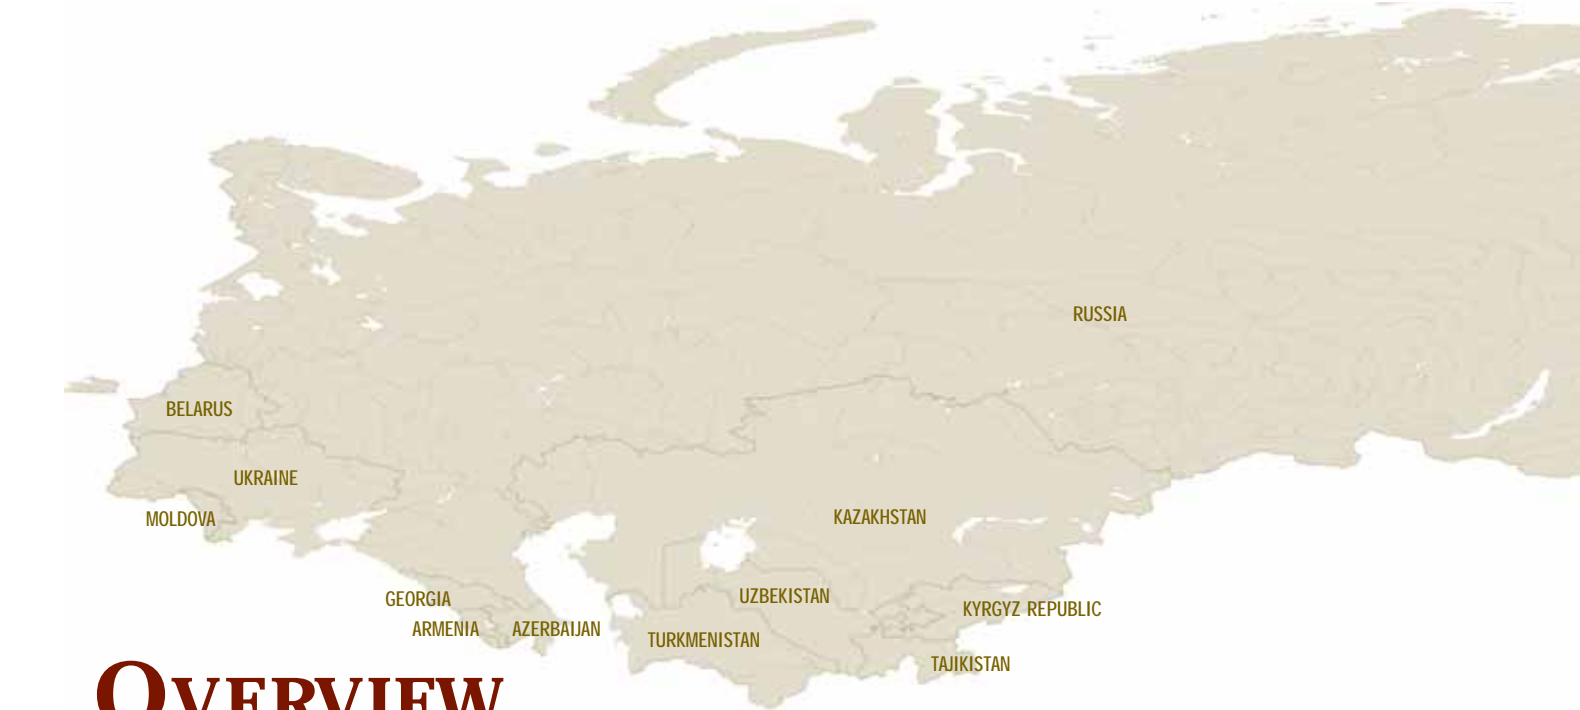 RUSSIA
BELARUS
UKRAINE
MOLDOVA
KAZAKHSTAN
GEORGIA
UZBEKISTAN
KYRGYZ REPUBLIC
ARMENIA
AZERBAIJAN
TURKMENISTAN
TAJIKISTAN
OVERVIEW